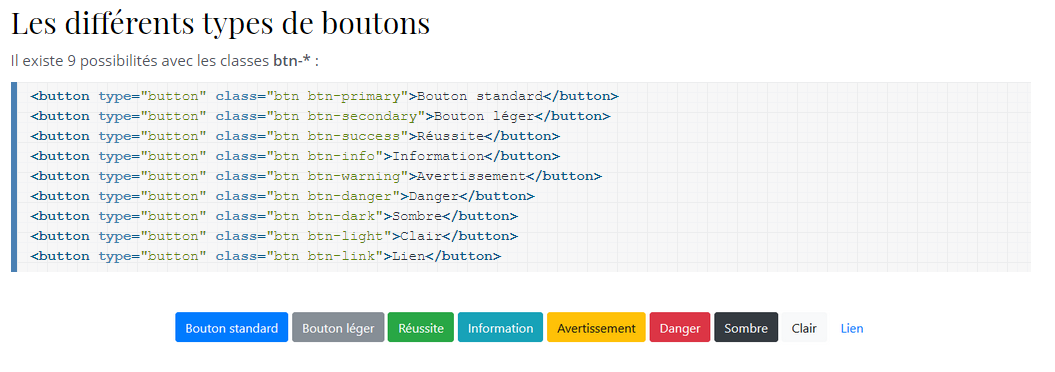 Les différents types de boutons
Il existe 9 possibilités avec les classes btn-* :
<button type="button" class="btn btn-primary">Bouton standard</button>
<button type="button" class="btn btn-secondary">Bouton léger</button>
<button type="button" class="btn btn-success">Réussite</button>
<button type="button" class="btn btn-info">Information</button>
<button type="button" class="btn btn-warning">Avertissement</button>
<button type="button" class="btn btn-danger">Danger</button>
<button type="button" class="btn btn-dark">Sombre</button>
<button type="button" class="btn btn-light">Clair</button>
<button type="button" class="btn btn-link">Lien</button>
Bouton standard Bouton léger Réussite Information Avertissement Danger Sombre Clair Lien